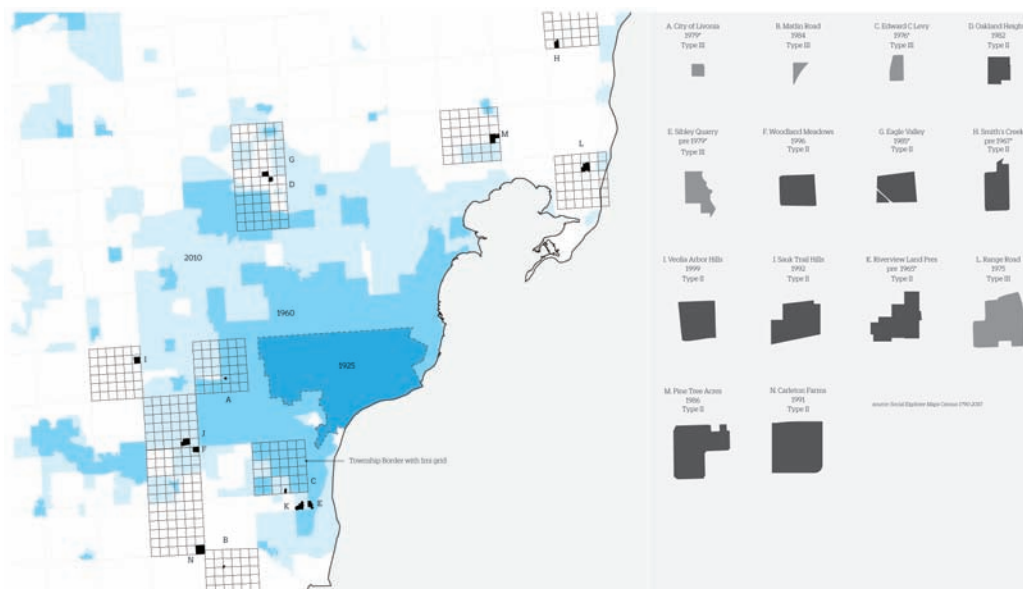 H
M
L
G
D
2010
1960
1925
I
A
J
F
Township Border with 1mi grid
C
K
E
B
N
A. City of Livonia
1979*
Type III
B. Matlin Road
1984
Type III
C. Edward C Levy
1976*
Type III
D. Oakland Heigh
1982
Type II
E. Sibley Quarry
pre 1979*
Type III
F. Woodland Meadows
1996
Type II
G. Eagle Valley
1985*
Type II
H. Smith's Creek
pre 1967*
Type II
I. Veolia Arbor Hills
1999
Type II
J. Sauk Trail Hills
1992
Type II
K. Riverview Land Pres
pre 1965*
Type II
L. Range Road
1975
Type III
M. Pine Tree Acres
1986
Type II
N. Carleton Farms
1991
Type II
source: Social Explorer Maps Census 1790-2010